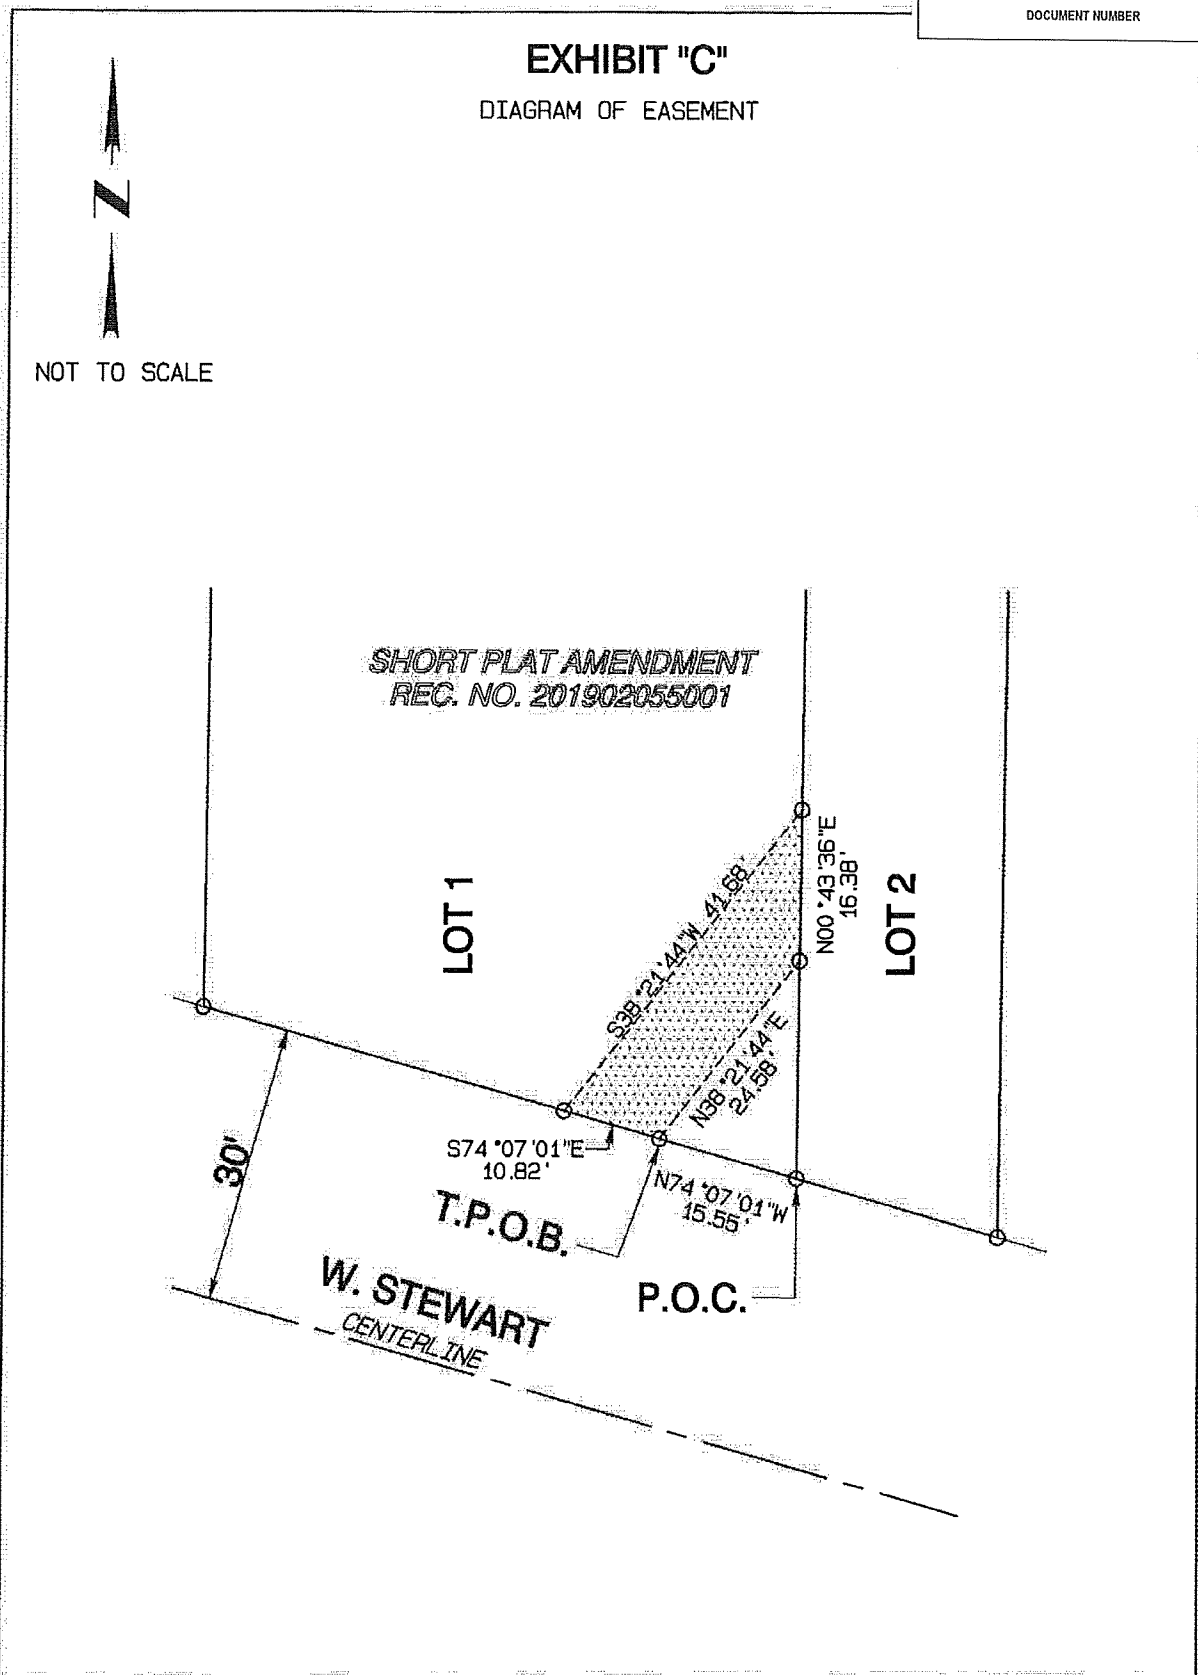 DOCUMENT NUMBER
EXHIBIT "C"
DIAGRAM OF EASEMENT
N
NOT TO SCALE
SHORT PLAT AMENDMENT
REC. NO. 201902055001
LOT 1
S38°21'44"W 41.68'
N00°43'36"E
16.38'
LOT 2
N38°21'44"E
24.58'
S74°07'01"E
10.82'
30'
N74°07'01"W
15.55'
T.P.O.B.
P.O.C.
W. STEWART
CENTERLINE